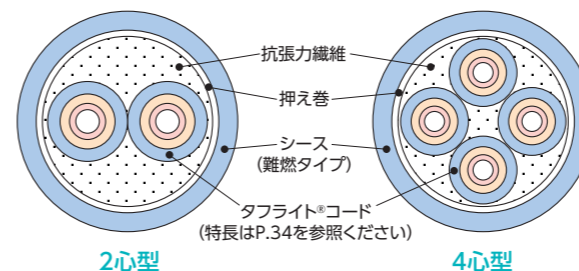 抗張力繊維
押え巻
シース
(難燃タイプ)
タフライト®コード
(特長はP.34を参照ください)
2心型
4心型